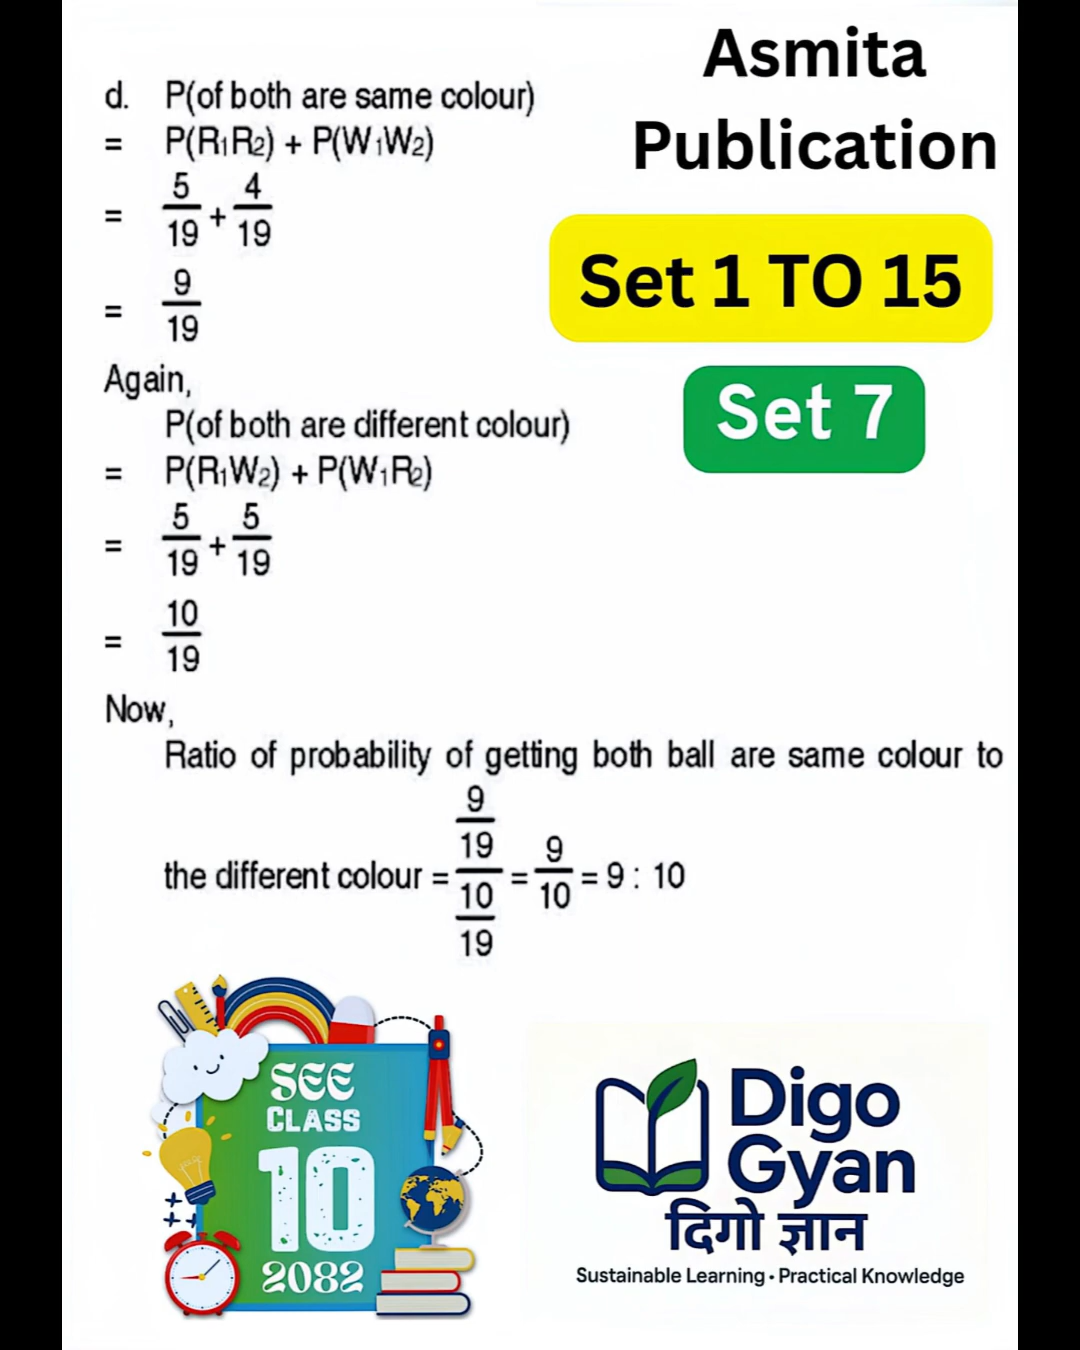 Asmita
Publication
Set 1 TO 15
Set 7
d. P(of both are same colour)
= P(R₁R₂) + P(W₁W₂)
= 5/19 + 4/19
= 9/19
Again,
P(of both are different colour)
= P(R₁W₂) + P(W₁R₂)
= 5/19 + 5/19
= 10/19
Now,
Ratio of probability of getting both ball are same colour to
the different colour = (9/19)/(10/19) = 9/10 = 9 : 10
SEE
CLASS
10
2082
Digo
Gyan
दिगो ज्ञान
Sustainable Learning • Practical Knowledge